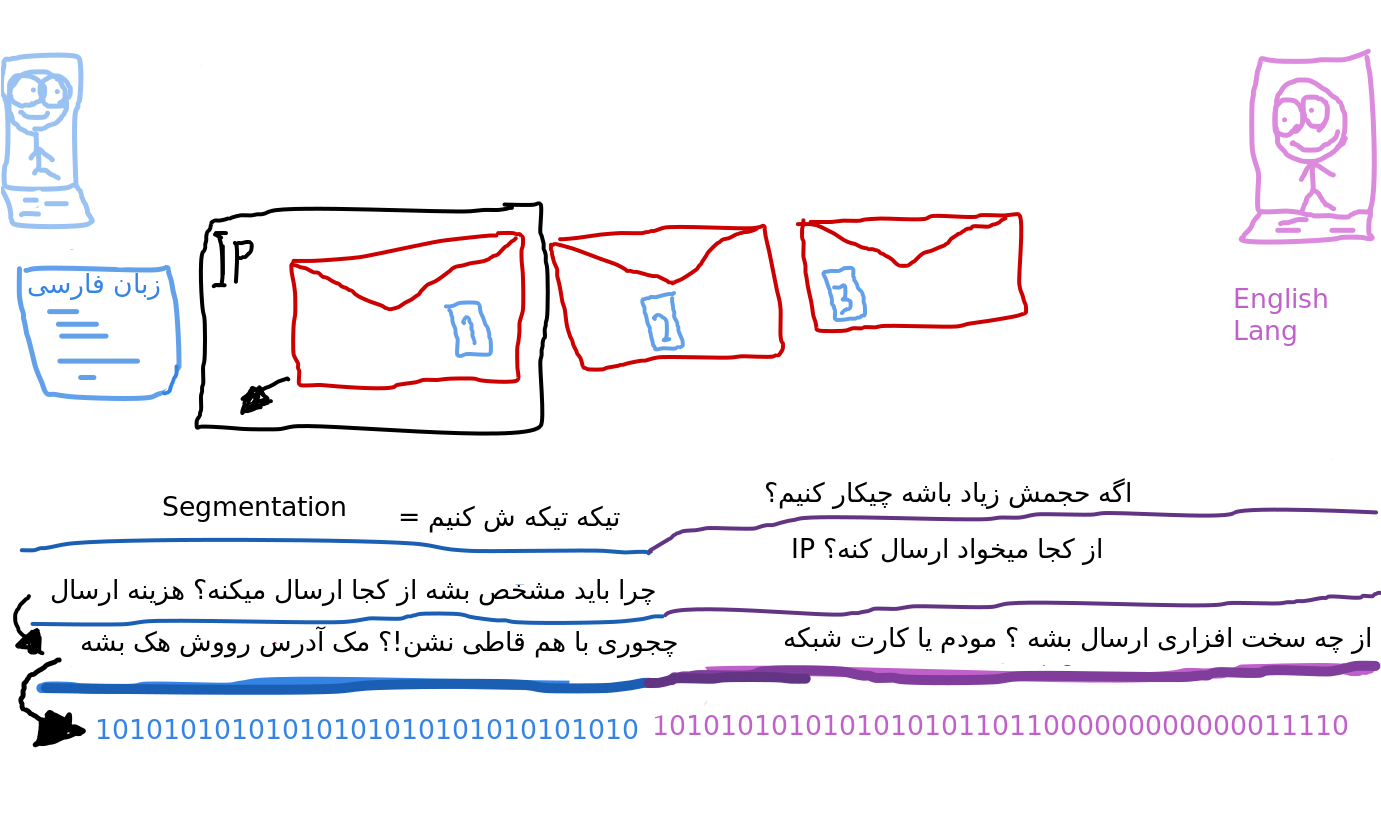 زبان فارسی
IP
1
2
3
English
Lang
اگه حجمش زیاد باشه چیکار کنیم؟
تیکه تیکه ش کنیم = Segmentation
از کجا میخواد ارسال کنه؟ IP
چرا باید مشخص بشه از کجا ارسال میکنه؟ هزینه ارسال
از چه سخت افزاری ارسال بشه ؟ مودم یا کارت شبکه
چجوری با هم قاطی نشن!؟ مک آدرس رووش هک بشه
10101010101010101010101010101010
10101010101010101011011000000000000011110